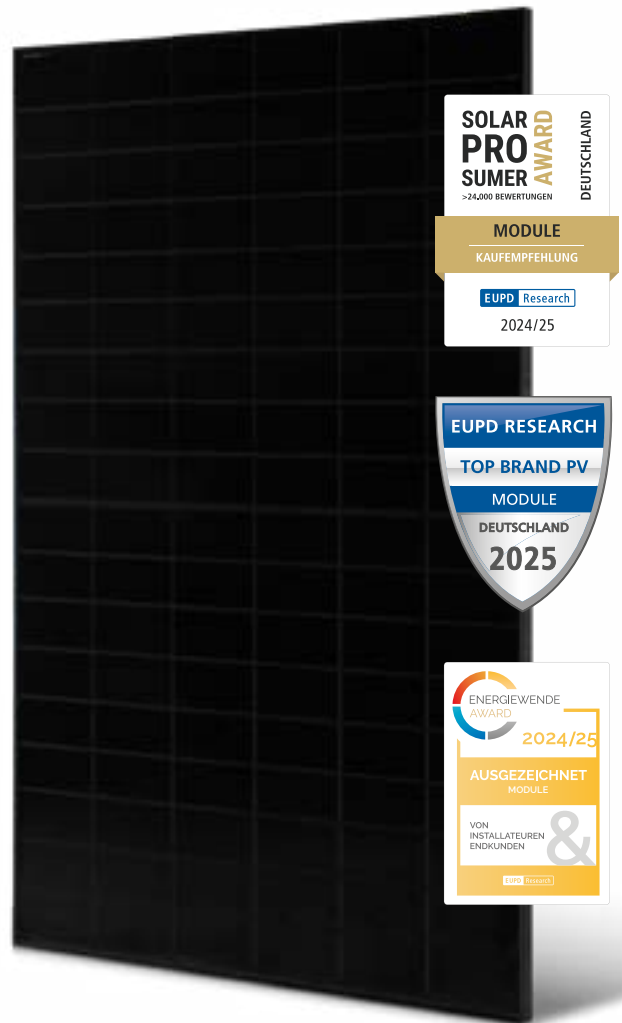 SOLAR
PRO
SUMER
AWARD
DEUTSCHLAND
>24.000 BEWERTUNGEN
MODULE
KAUFEMPFEHLUNG
EUPD Research
2024/25
EUPD RESEARCH
TOP BRAND PV
MODULE
DEUTSCHLAND
2025
ENERGIEWENDE
AWARD
2024/25
AUSGEZEICHNET
MODULE
VON
INSTALLATEUREN
ENDKUNDEN
&
EUPD Research